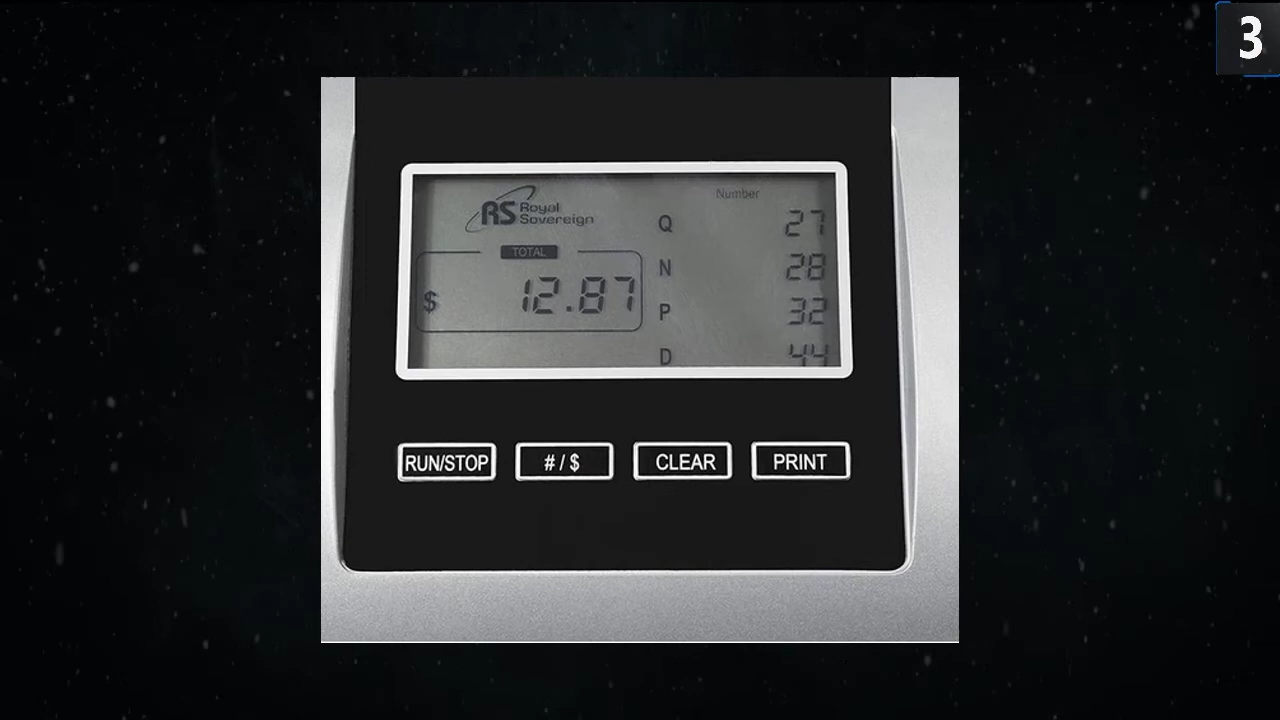 3
RS Royal Sovereign
Number
Q 27
TOTAL
N 28
$ 12.87
P 32
D 44
RUN/STOP
# / $
CLEAR
PRINT